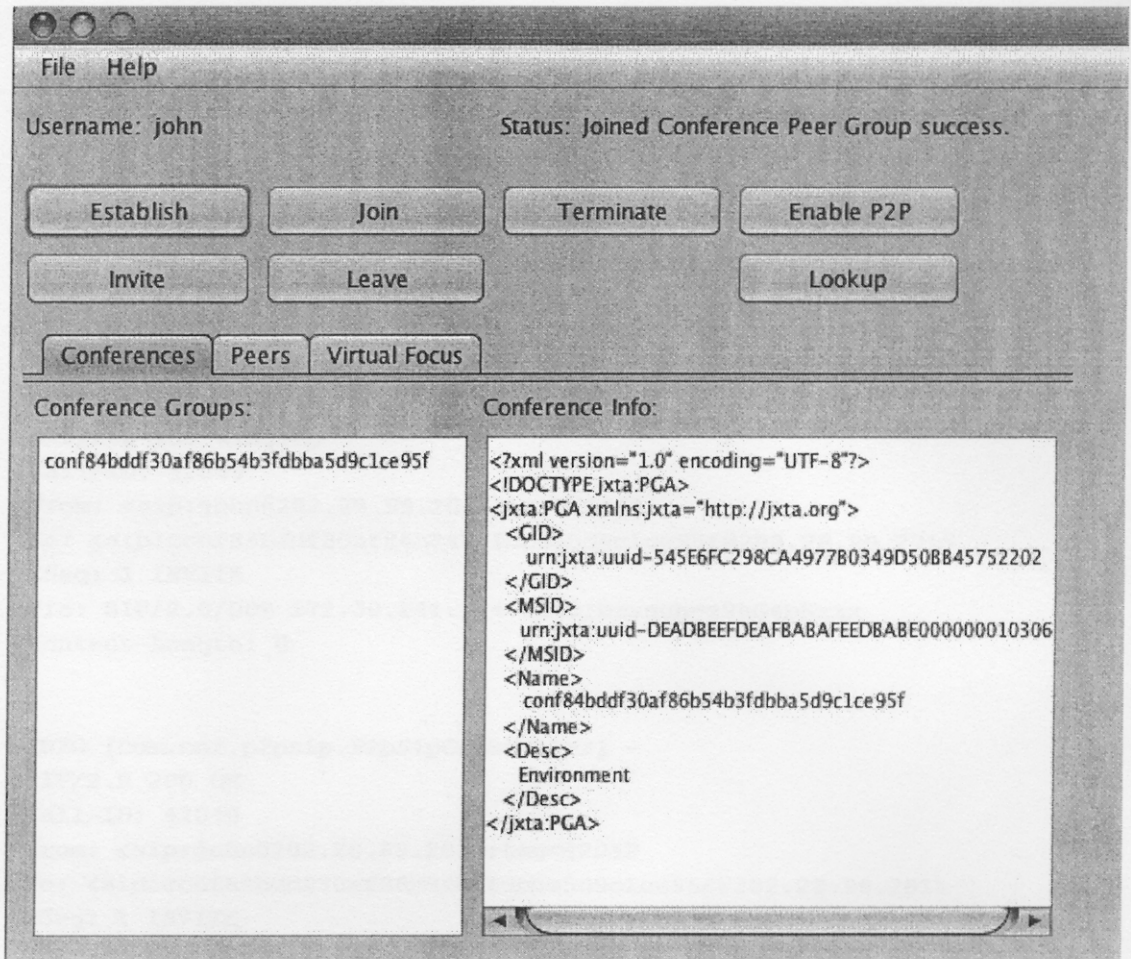 File Help
Username: john Status: Joined Conference Peer Group success.
Establish Join Terminate Enable P2P
Invite Leave Lookup
Conferences Peers Virtual Focus
Conference Groups: Conference Info:
conf84bddf30af86b54b3fdbba5d9c1ce95f
<?xml version="1.0" encoding="UTF-8"?>
<!DOCTYPE jxta:PGA>
<jxta:PGA xmlns:jxta="http://jxta.org">
<GID>
urn:jxta:uuid-545E6FC298CA4977B0349D50BB45752202
</GID>
<MSID>
urn:jxta:uuid-DEADBEEFDEAFBABAFEEDBABE000000010306
</MSID>
<Name>
conf84bddf30af86b54b3fdbba5d9c1ce95f
</Name>
<Desc>
Environment
</Desc>
</jxta:PGA>